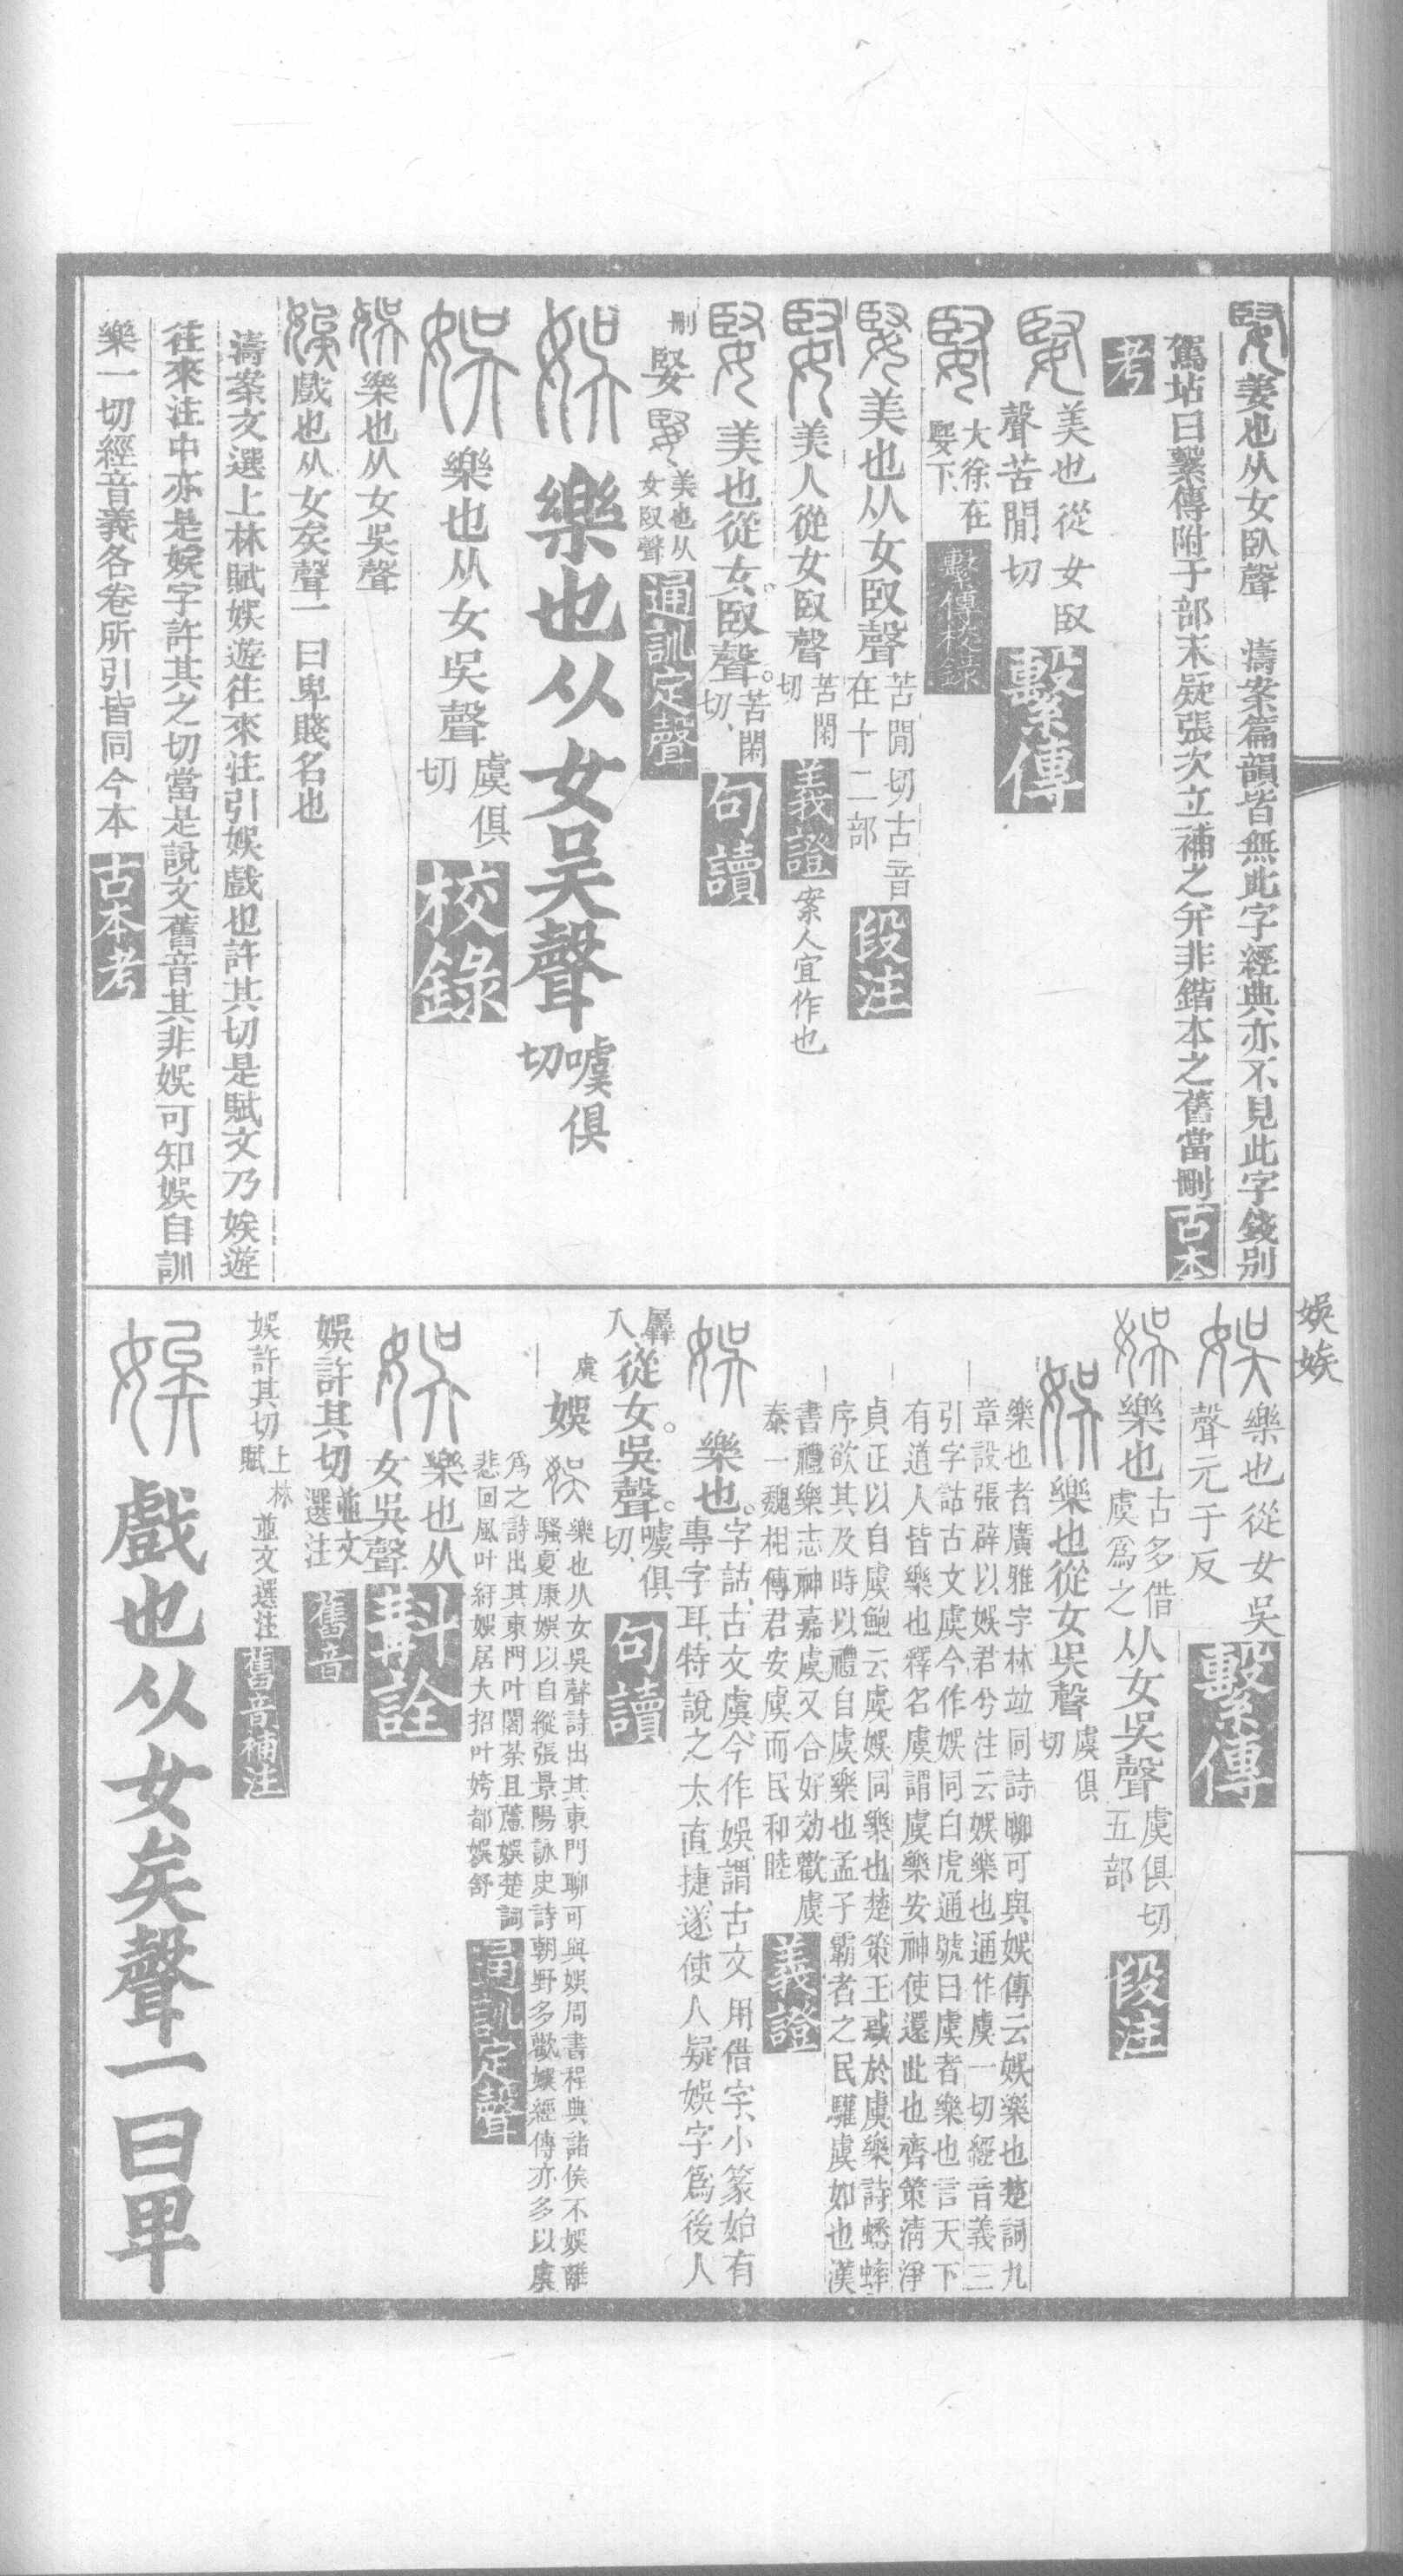 姜也从女臥聲　濤案篇韻皆無此字經典亦不見此字錢別
駕坫曰繫傳附于部末疑張次立補之幷非鍇本之舊當刪古本
考
美也從女臤
聲苦閒切
繫傳
大徐在
婜下
繫傳校錄
美也从女臤聲
苦閒切古音
在十二部
段注
美人從女臤聲
苦閑
切
義證
案人宜作也
美也從女。臤聲。
苦閑
切、
句讀
刪
婜
美也从
女臤聲
通訓定聲
樂也从女吳聲
噳俱
切
樂也从女吳聲
虞俱
切
校錄
樂也从女吳聲
戲也从女矣聲一曰卑賤名也
濤案文選上林賦娭遊往來注引娭戲也許其切是賦文乃娭遊
往來注中亦是娭字許其之切當是說文舊音其非娛可知娛自訓
樂一切經音義各卷所引皆同今本古本考
娛娭
樂也從女吳
聲元于反
繫傳
樂也
古多借
虞爲之
从女吳聲
虞俱切
五部
段注
樂也從女吳聲
虞俱
切
樂也者廣雅字林竝同詩聊可與娛傳云娛樂也楚詞九
章設張辟以娛君兮注云娛樂也通作虞一切經音義三
引字詁古文虞今作娛同白虎通號曰虞者樂也言天下
有道人皆樂也釋名虞謂虞樂安神使還此也齊策清淨
貞正以自虞鮑云虞娛同樂也楚策王惑於虞樂詩蟋蟀
序欲其及時以禮自虞樂也孟子霸者之民驩虞如也漢
書禮樂志神嘉虞又合好効歡虞
泰一魏相傳君安虞而民和睦
義證
樂也。
字詁、古文虞、今作娛、謂古文用借字、小篆始有
專字耳、特說之太直捷、遂使人疑娛字爲後人
羼
入
從女。吳聲。
噳俱
切、
句讀
虞
娛
樂也从女吳聲詩出其東門聊可與娛周書程典諸侯不娛離
騷夏康娛以自縱張景陽詠史詩朝野多歡娛經傳亦多以虞
爲之詩出其東門叶闍荼且藘娛楚詞
悲回風叶紆娛居大招叶姱都娛舒
通訓定聲
樂也从
女吳聲
斠詮
娛許其切
並文
選注
舊音
娛許其切
上林
賦
並文選注
舊音補注
戲也从女矣聲一曰卑